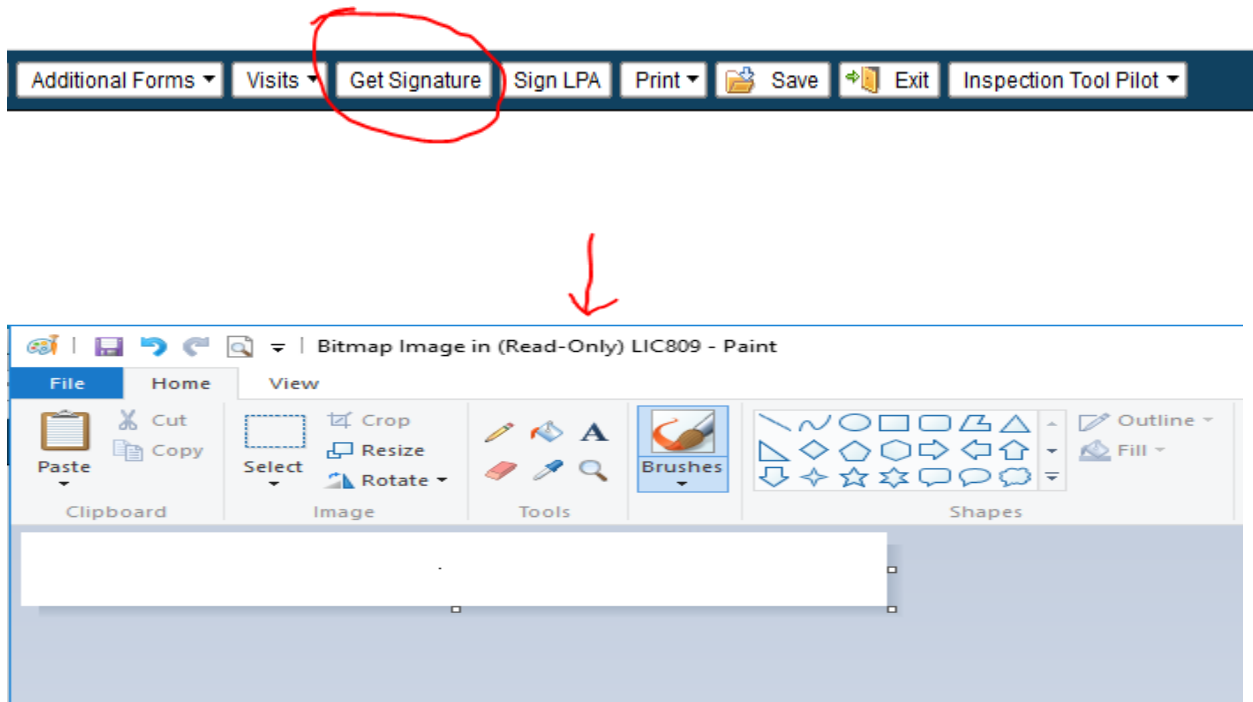 Additional Forms Visits Get Signature Sign LPA Print Save Exit Inspection Tool Pilot
Bitmap Image in (Read-Only) LIC809 - Paint
File Home View
Cut Crop Outline
Copy Resize Fill
Paste Select Rotate Brushes
Clipboard Image Tools Shapes